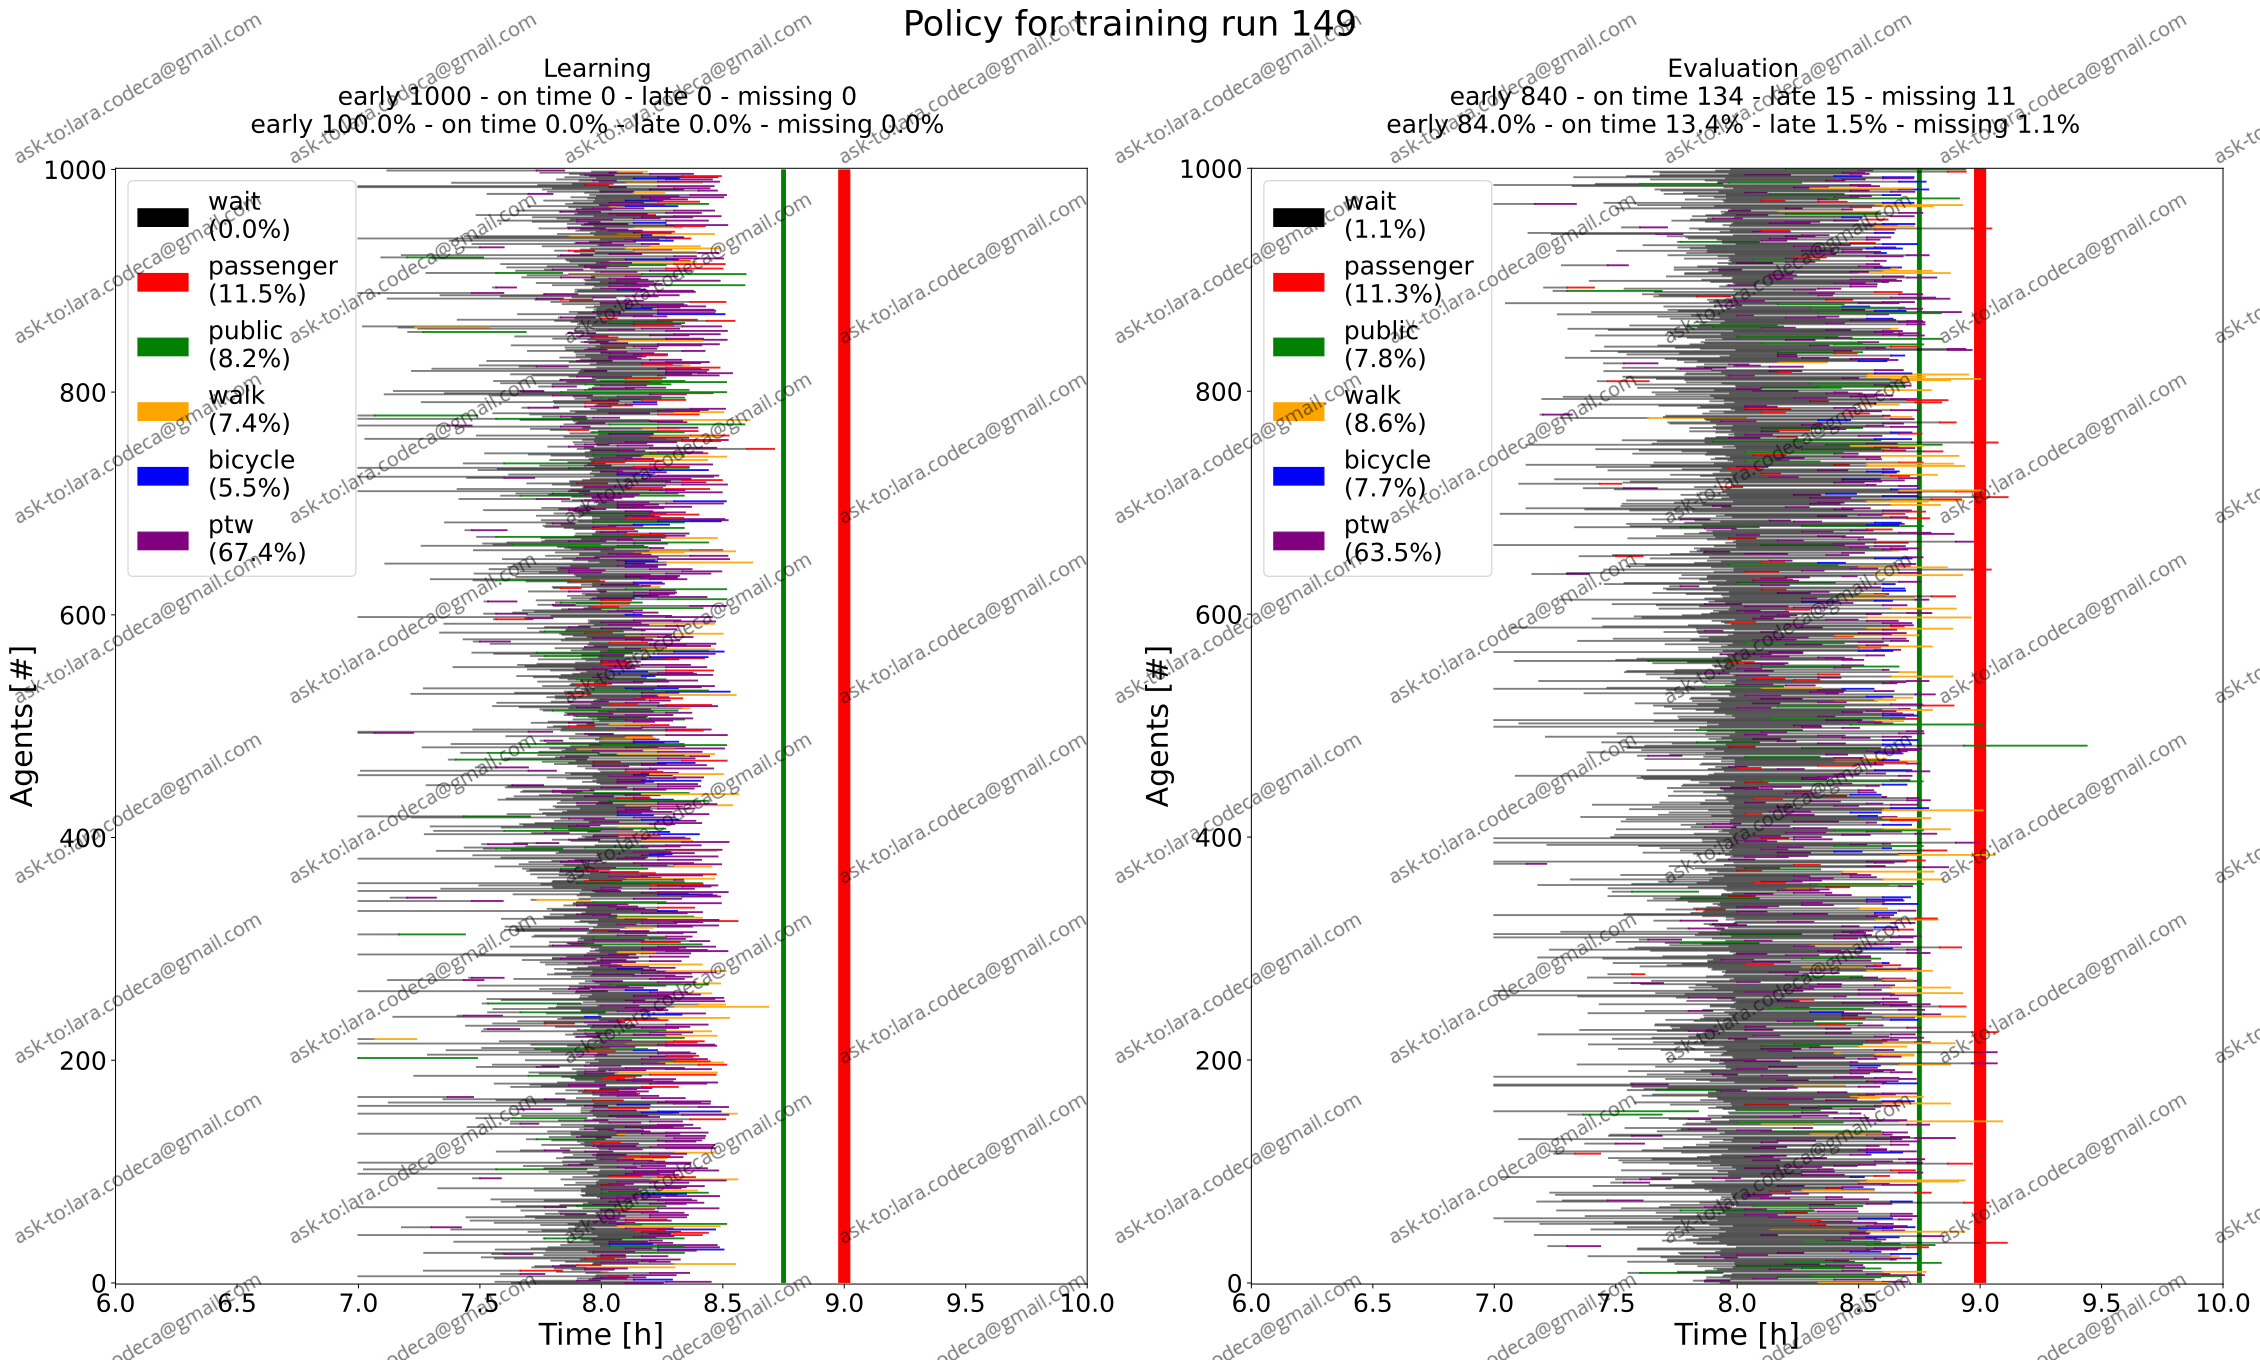 Policy for training run 149
Learning
early 1000 - on time 0 - late 0 - missing 0
early 100.0% - on time 0.0% - late 0.0% - missing 0.0%
1000
800
600
400
200
0
Agents [#]
wait
(0.0%)
passenger
(11.5%)
public
(8.2%)
walk
(7.4%)
bicycle
(5.5%)
ptw
(67.4%)
6.0 6.5 7.0 7.5 8.0 8.5 9.0 9.5 10.0
Time [h]
Evaluation
early 840 - on time 134 - late 15 - missing 11
early 84.0% - on time 13.4% - late 1.5% - missing 1.1%
1000
800
600
400
200
0
Agents [#]
wait
(1.1%)
passenger
(11.3%)
public
(7.8%)
walk
(8.6%)
bicycle
(7.7%)
ptw
(63.5%)
6.0 6.5 7.0 7.5 8.0 8.5 9.0 9.5 10.0
Time [h]
ask-to:lara.codeca@gmail.com